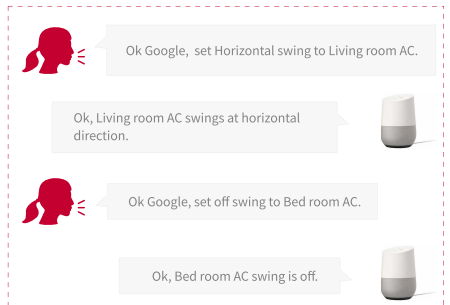 Ok Google, set Horizontal swing to Living room AC.
Ok, Living room AC swings at horizontal
direction.
Ok Google, set off swing to Bed room AC.
Ok, Bed room AC swing is off.